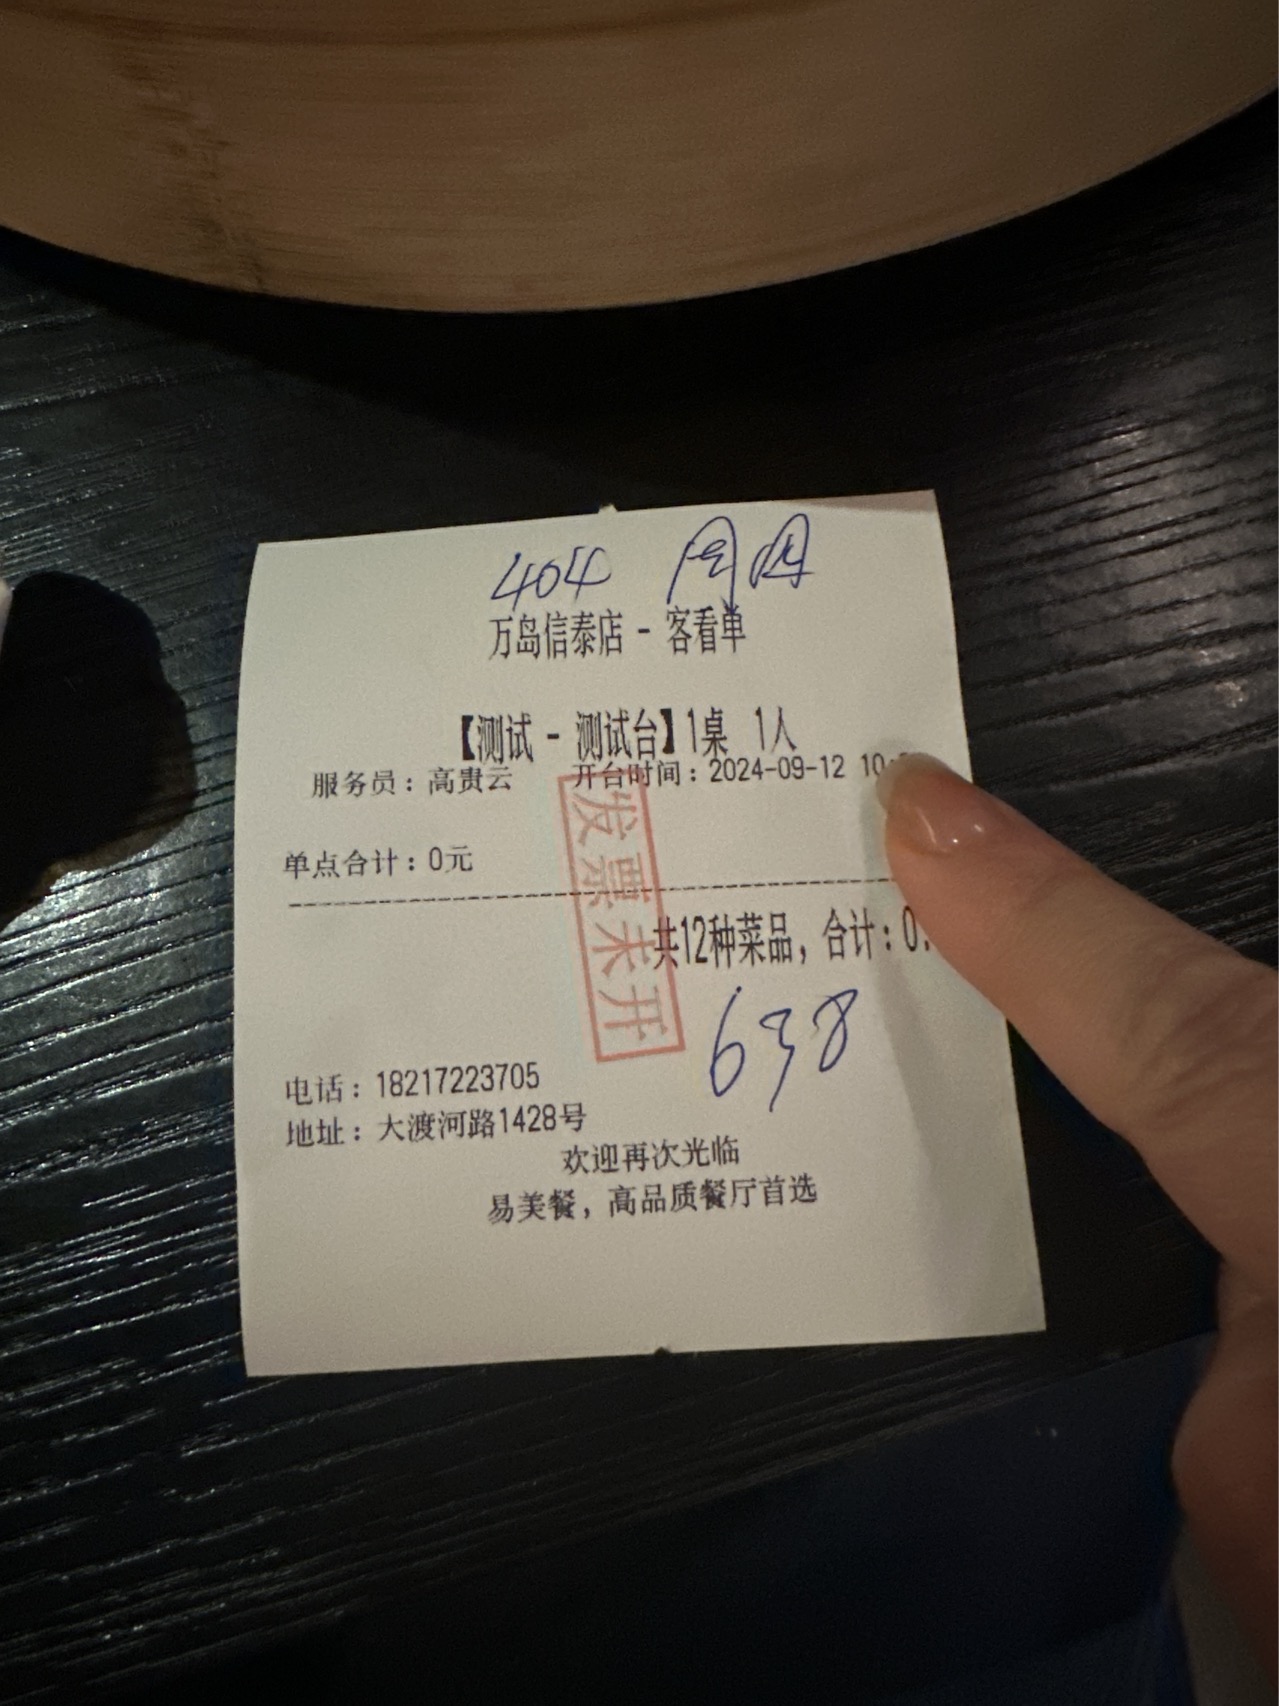 404 周四
万岛信泰店 - 客看单
【测试 - 测试台】1桌 1人
服务员：高贵云 开台时间：2024-09-12 10:
单点合计：0元
发票未开
共12种菜品，合计：0.
638
电话：18217223705
地址：大渡河路1428号
欢迎再次光临
易美餐，高品质餐厅首选